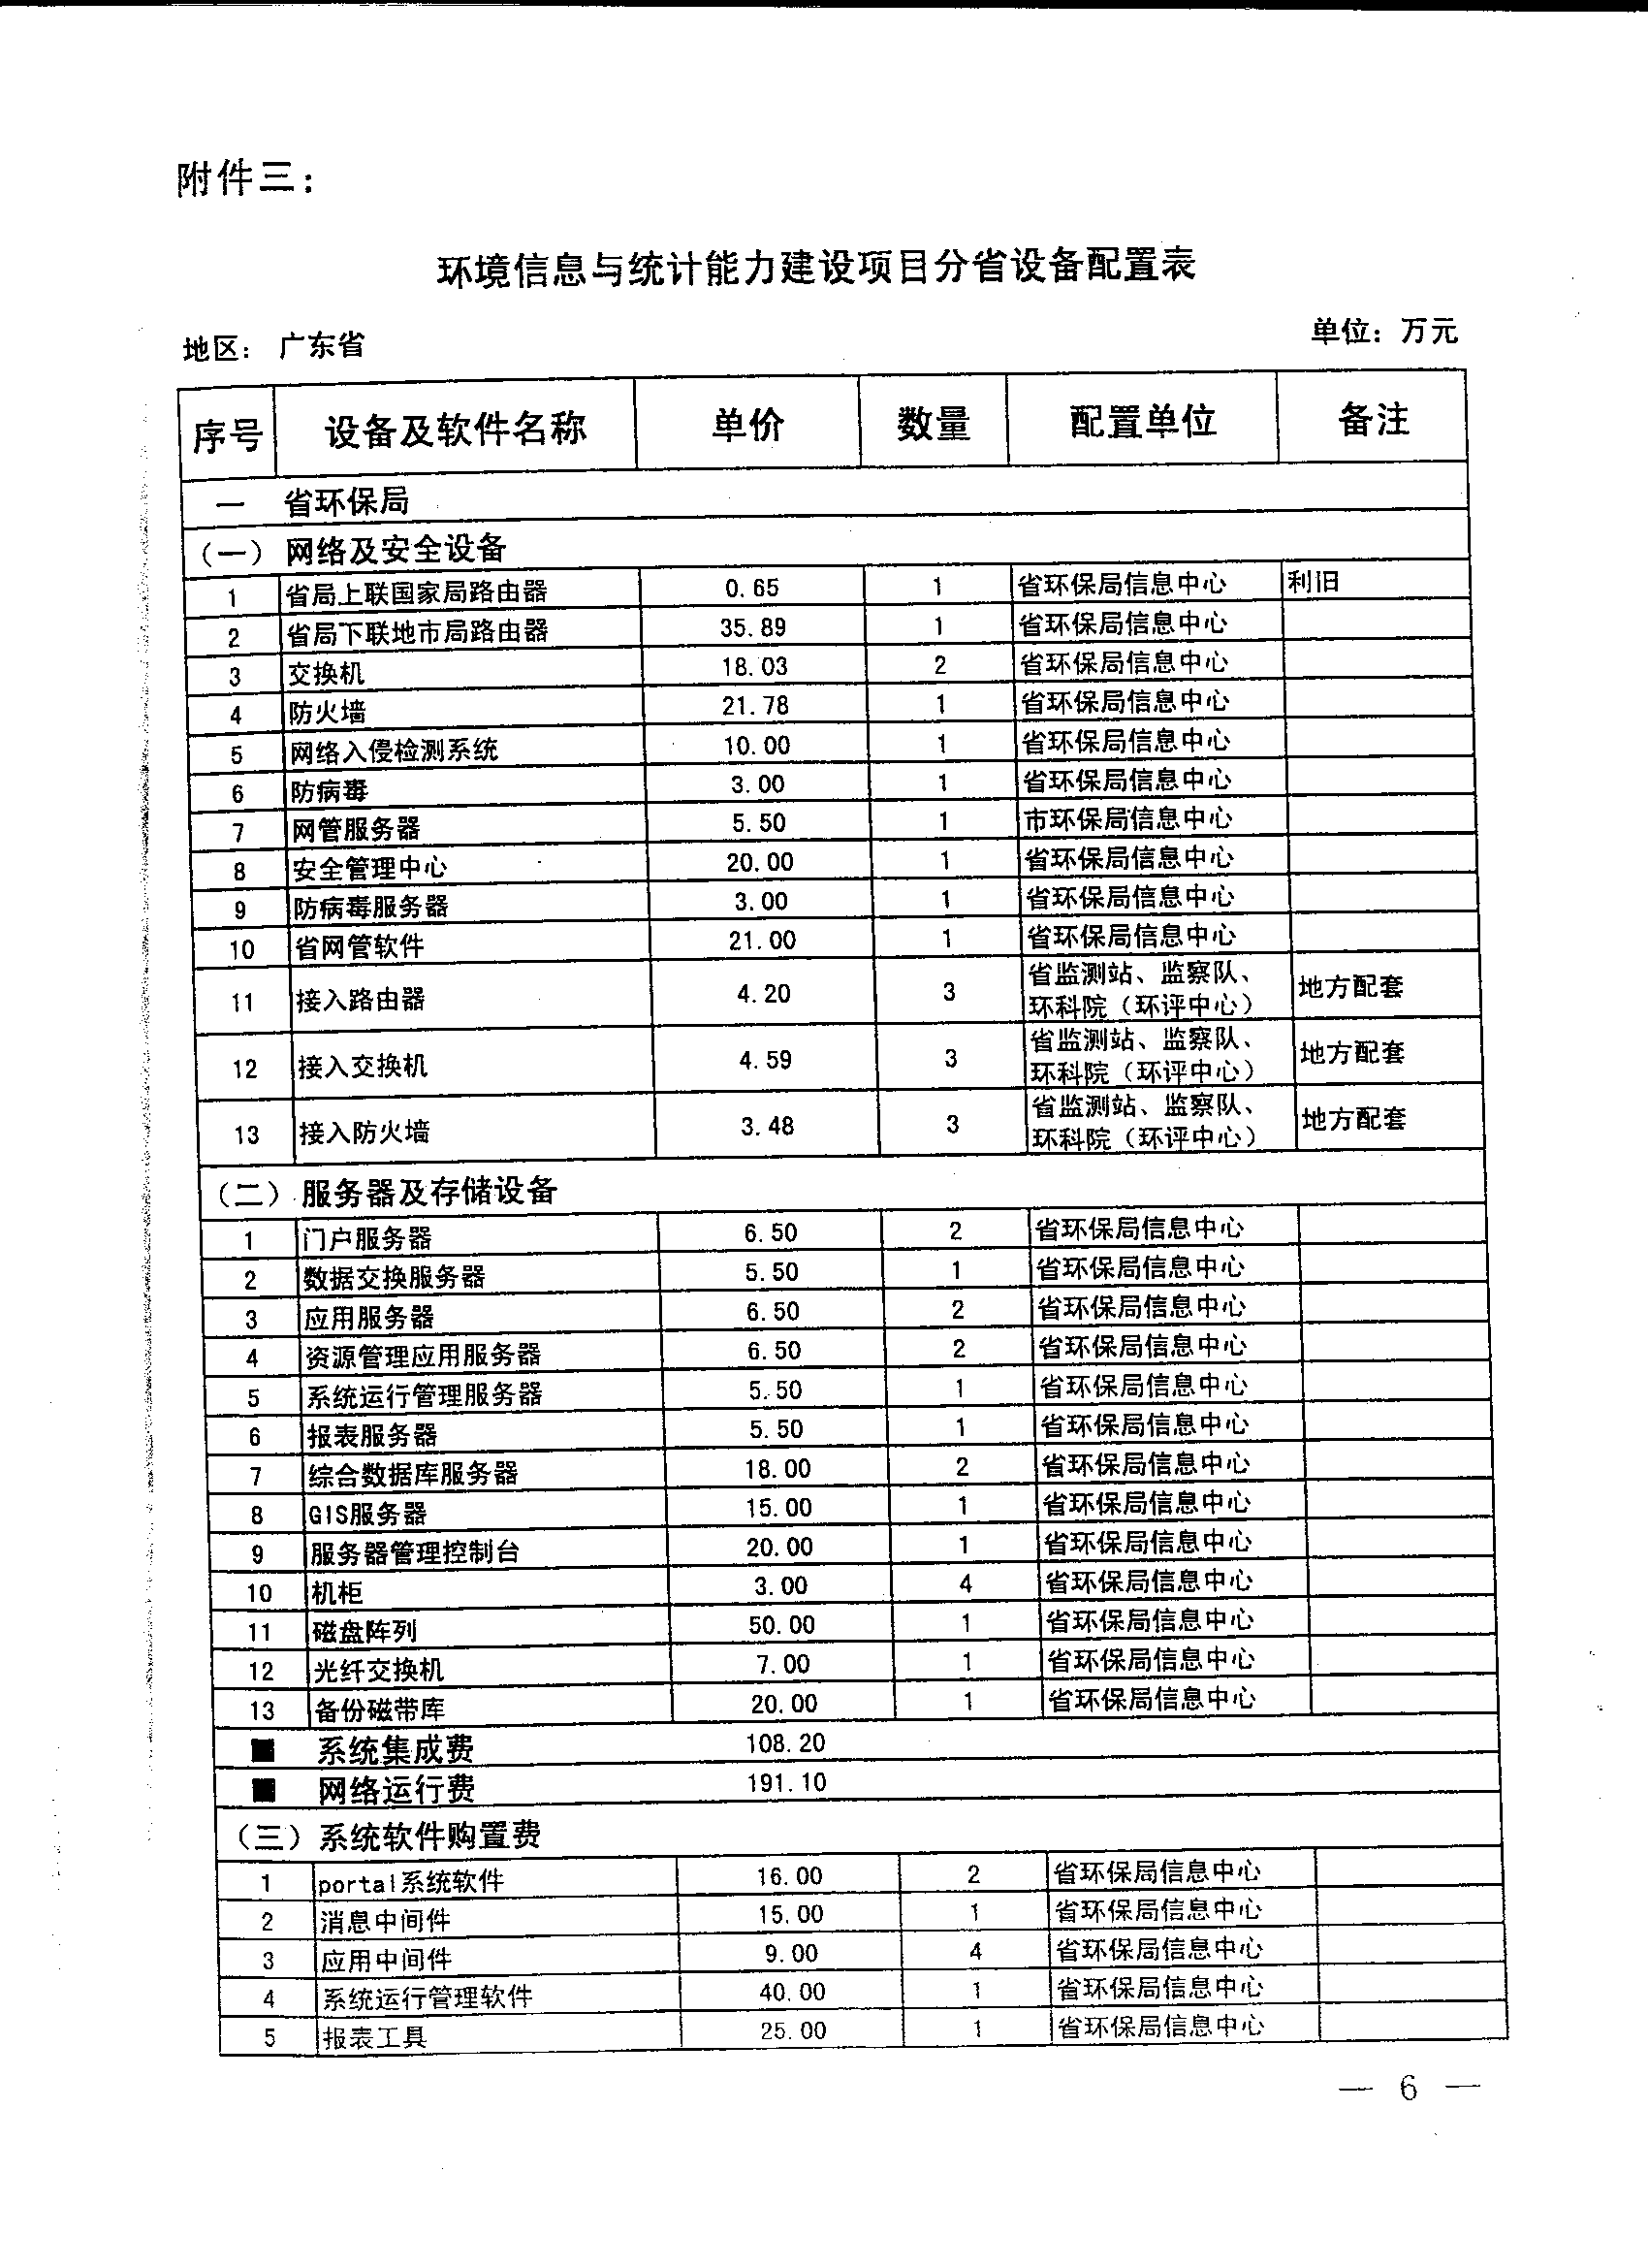 附件三：
环境信息与统计能力建设项目分省设备配置表
地区： 广东省 单位：万元
序号 设备及软件名称 单价 数量 配置单位 备注
一 省环保局
（一） 网络及安全设备
1 省局上联国家局路由器 0.65 1 省环保局信息中心 利旧
2 省局下联地市局路由器 35.89 1 省环保局信息中心
3 交换机 18.03 2 省环保局信息中心
4 防火墙 21.78 1 省环保局信息中心
5 网络入侵检测系统 10.00 1 省环保局信息中心
6 防病毒 3.00 1 省环保局信息中心
7 网管服务器 5.50 1 市环保局信息中心
8 安全管理中心 20.00 1 省环保局信息中心
9 防病毒服务器 3.00 1 省环保局信息中心
10 省网管软件 21.00 1 省环保局信息中心
11 接入路由器 4.20 3 省监测站、监察队、
环科院（环评中心） 地方配套
12 接入交换机 4.59 3 省监测站、监察队、
环科院（环评中心） 地方配套
13 接入防火墙 3.48 3 省监测站、监察队、
环科院（环评中心） 地方配套
（二） 服务器及存储设备
1 门户服务器 6.50 2 省环保局信息中心
2 数据交换服务器 5.50 1 省环保局信息中心
3 应用服务器 6.50 2 省环保局信息中心
4 资源管理应用服务器 6.50 2 省环保局信息中心
5 系统运行管理服务器 5.50 1 省环保局信息中心
6 报表服务器 5.50 1 省环保局信息中心
7 综合数据库服务器 18.00 2 省环保局信息中心
8 GIS服务器 15.00 1 省环保局信息中心
9 服务器管理控制台 20.00 1 省环保局信息中心
10 机柜 3.00 4 省环保局信息中心
11 磁盘阵列 50.00 1 省环保局信息中心
12 光纤交换机 7.00 1 省环保局信息中心
13 备份磁带库 20.00 1 省环保局信息中心
■ 系统集成费 108.20
■ 网络运行费 191.10
（三） 系统软件购置费
1 portal系统软件 16.00 2 省环保局信息中心
2 消息中间件 15.00 1 省环保局信息中心
3 应用中间件 9.00 4 省环保局信息中心
4 系统运行管理软件 40.00 1 省环保局信息中心
5 报表工具 25.00 1 省环保局信息中心
— 6 —